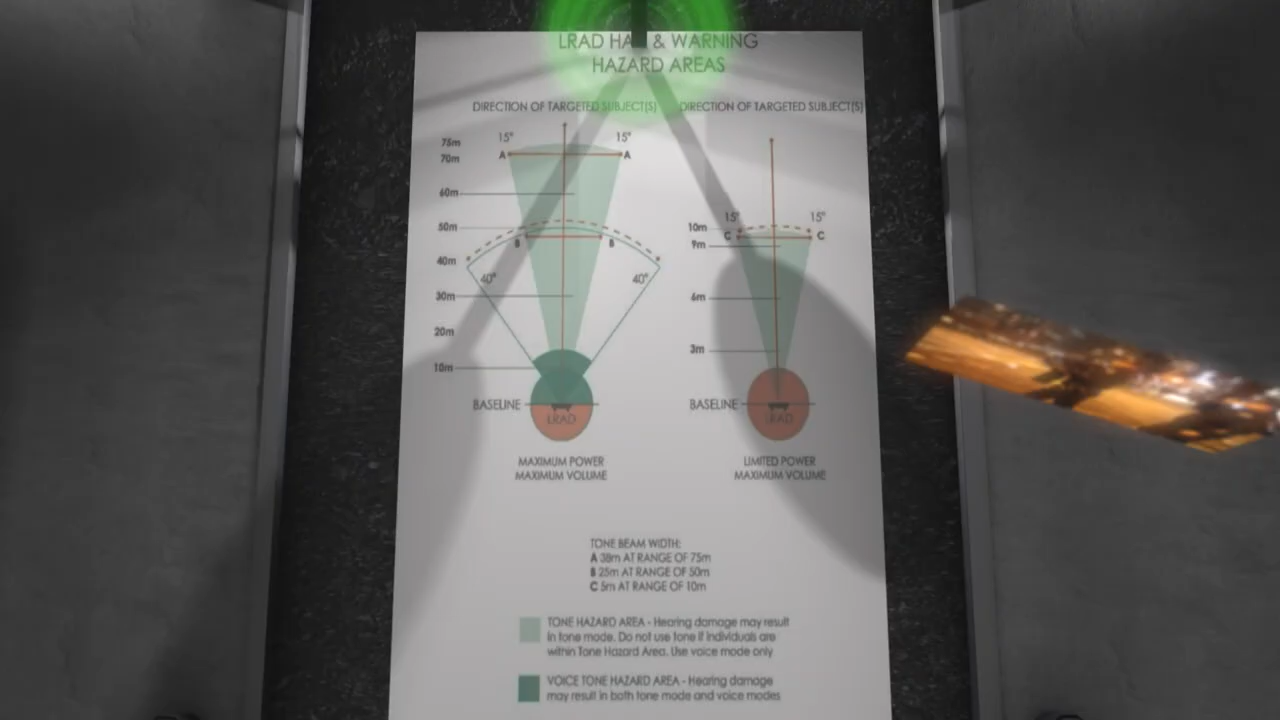 LRAD HA & WARNING
HAZARD AREAS
DIRECTION OF TARGETED SUBJECT(S)
DIRECTION OF TARGETED SUBJECT(S)
75m
70m
60m
50m
40m
30m
20m
10m
15°
15°
A
A
B
B
40°
40°
BASELINE
LRAD
MAXIMUM POWER
MAXIMUM VOLUME
10m
9m
6m
3m
15°
15°
C
C
BASELINE
LRAD
LIMITED POWER
MAXIMUM VOLUME
TONE BEAM WIDTH:
A 38m AT RANGE OF 75m
B 25m AT RANGE OF 50m
C 5m AT RANGE OF 10m
TONE HAZARD AREA - Hearing damage may result
in tone mode. Do not use tone if individuals are
within Tone Hazard Area. Use voice mode only
VOICE TONE HAZARD AREA - Hearing damage
may result in both tone mode and voice modes